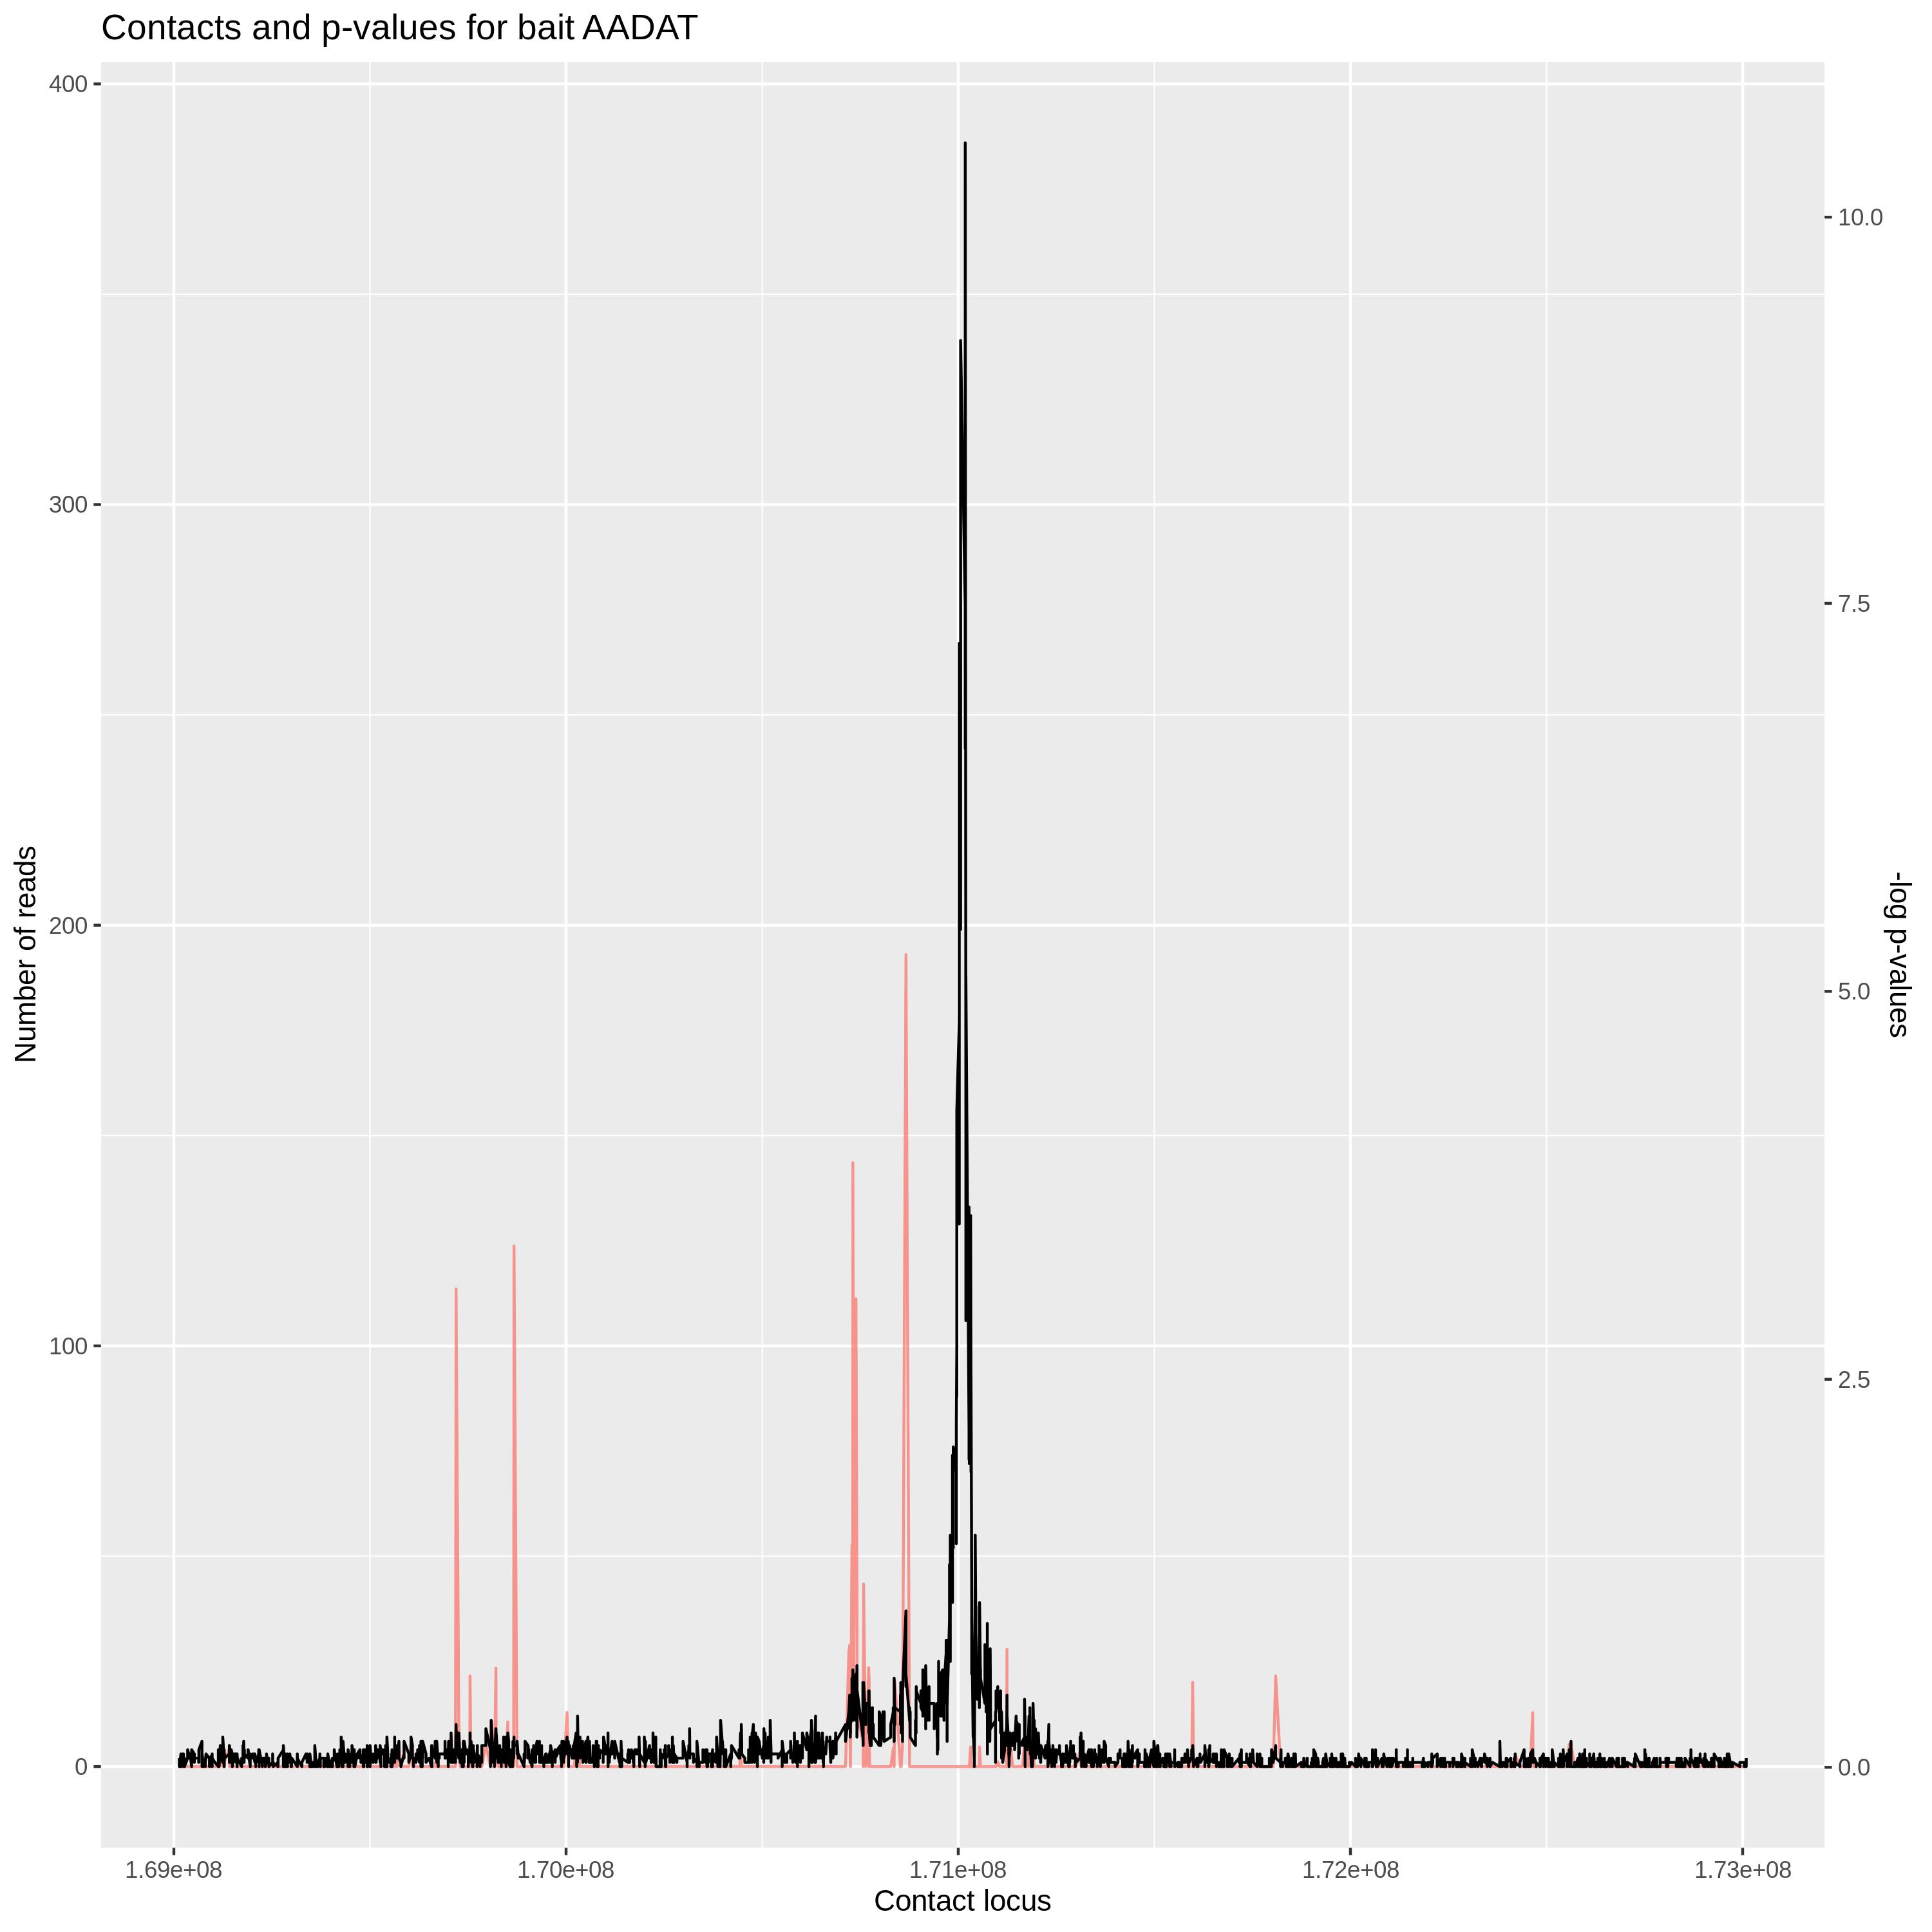 Contacts and p-values for bait AADAT
400
300
200
100
0
Number of reads
10.0
7.5
5.0
2.5
0.0
-log p-values
1.69e+08
1.70e+08
1.71e+08
1.72e+08
1.73e+08
Contact locus